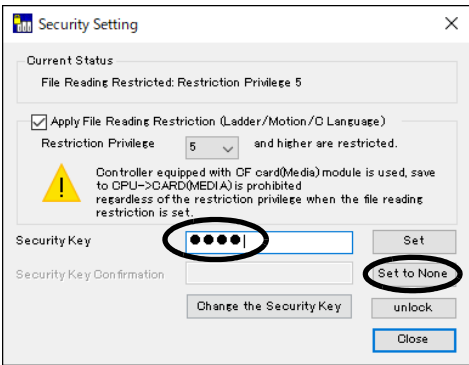 Security Setting
Current Status
File Reading Restricted: Restriction Privilege 5
Apply File Reading Restriction (Ladder/Motion/C Language)
Restriction Privilege 5 and higher are restricted.
Controller equipped with CF card(Media) module is used, save
to CPU->CARD(MEDIA) is prohibited
regardless of the restriction privilege when the file reading
restriction is set.
Security Key ●●●● Set
Security Key Confirmation Set to None
Change the Security Key unlock
Close